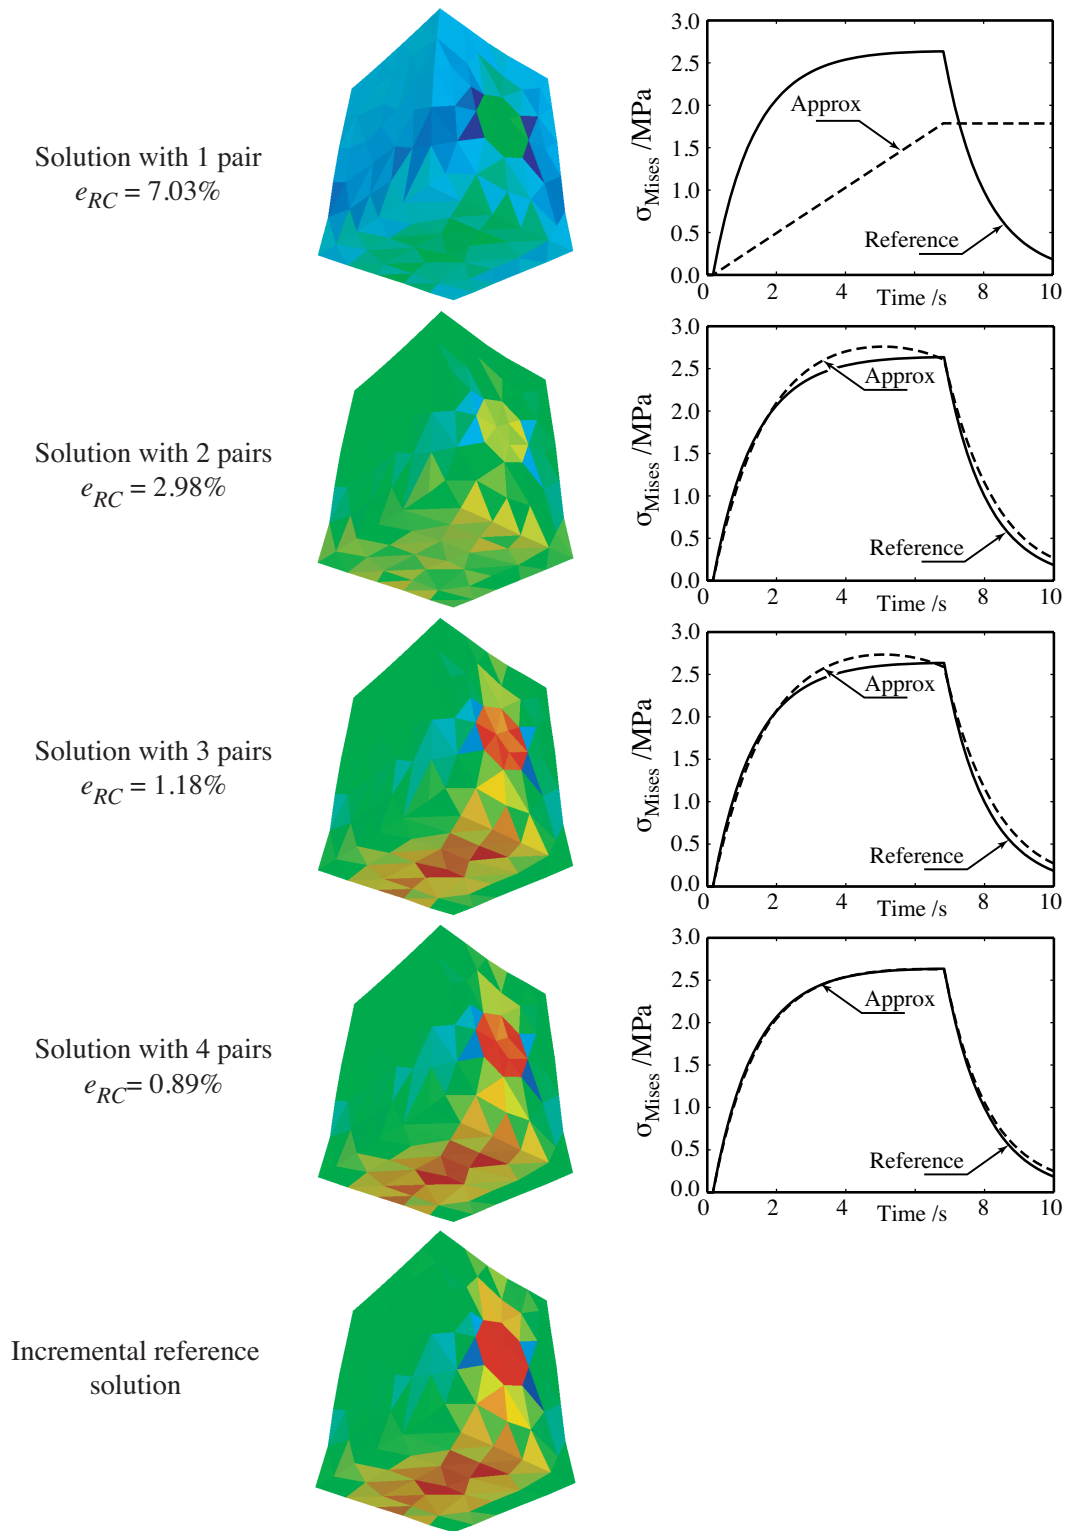 Solution with 1 pair
e_RC = 7.03%
3.0
2.5
2.0
1.5
1.0
0.5
0.0
σ_Mises /MPa
Approx
Reference
0 2 4 Time /s 8 10
Solution with 2 pairs
e_RC = 2.98%
3.0
2.5
2.0
1.5
1.0
0.5
0.0
σ_Mises /MPa
Approx
Reference
0 2 4 Time /s 8 10
Solution with 3 pairs
e_RC = 1.18%
3.0
2.5
2.0
1.5
1.0
0.5
0.0
σ_Mises /MPa
Approx
Reference
0 2 4 Time /s 8 10
Solution with 4 pairs
e_RC= 0.89%
3.0
2.5
2.0
1.5
1.0
0.5
0.0
σ_Mises /MPa
Approx
Reference
0 2 4 Time /s 8 10
Incremental reference
solution